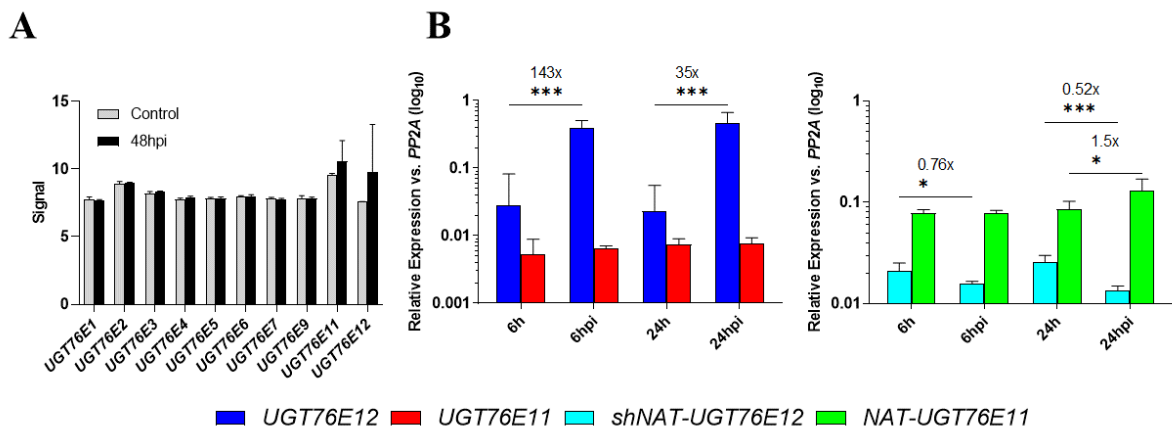 A
B
15
10
5
0
Signal
Control
48hpi
UGT76E1
UGT76E2
UGT76E3
UGT76E4
UGT76E5
UGT76E6
UGT76E7
UGT76E9
UGT76E11
UGT76E12
Relative Expression vs. PP2A (log10)
1
0.1
0.01
0.001
143x
***
35x
***
6h
6hpi
24h
24hpi
Relative Expression vs. PP2A (log10)
1
0.1
0.01
0.52x
***
0.76x
*
1.5x
*
6h
6hpi
24h
24hpi
UGT76E12 UGT76E11 shNAT-UGT76E12 NAT-UGT76E11